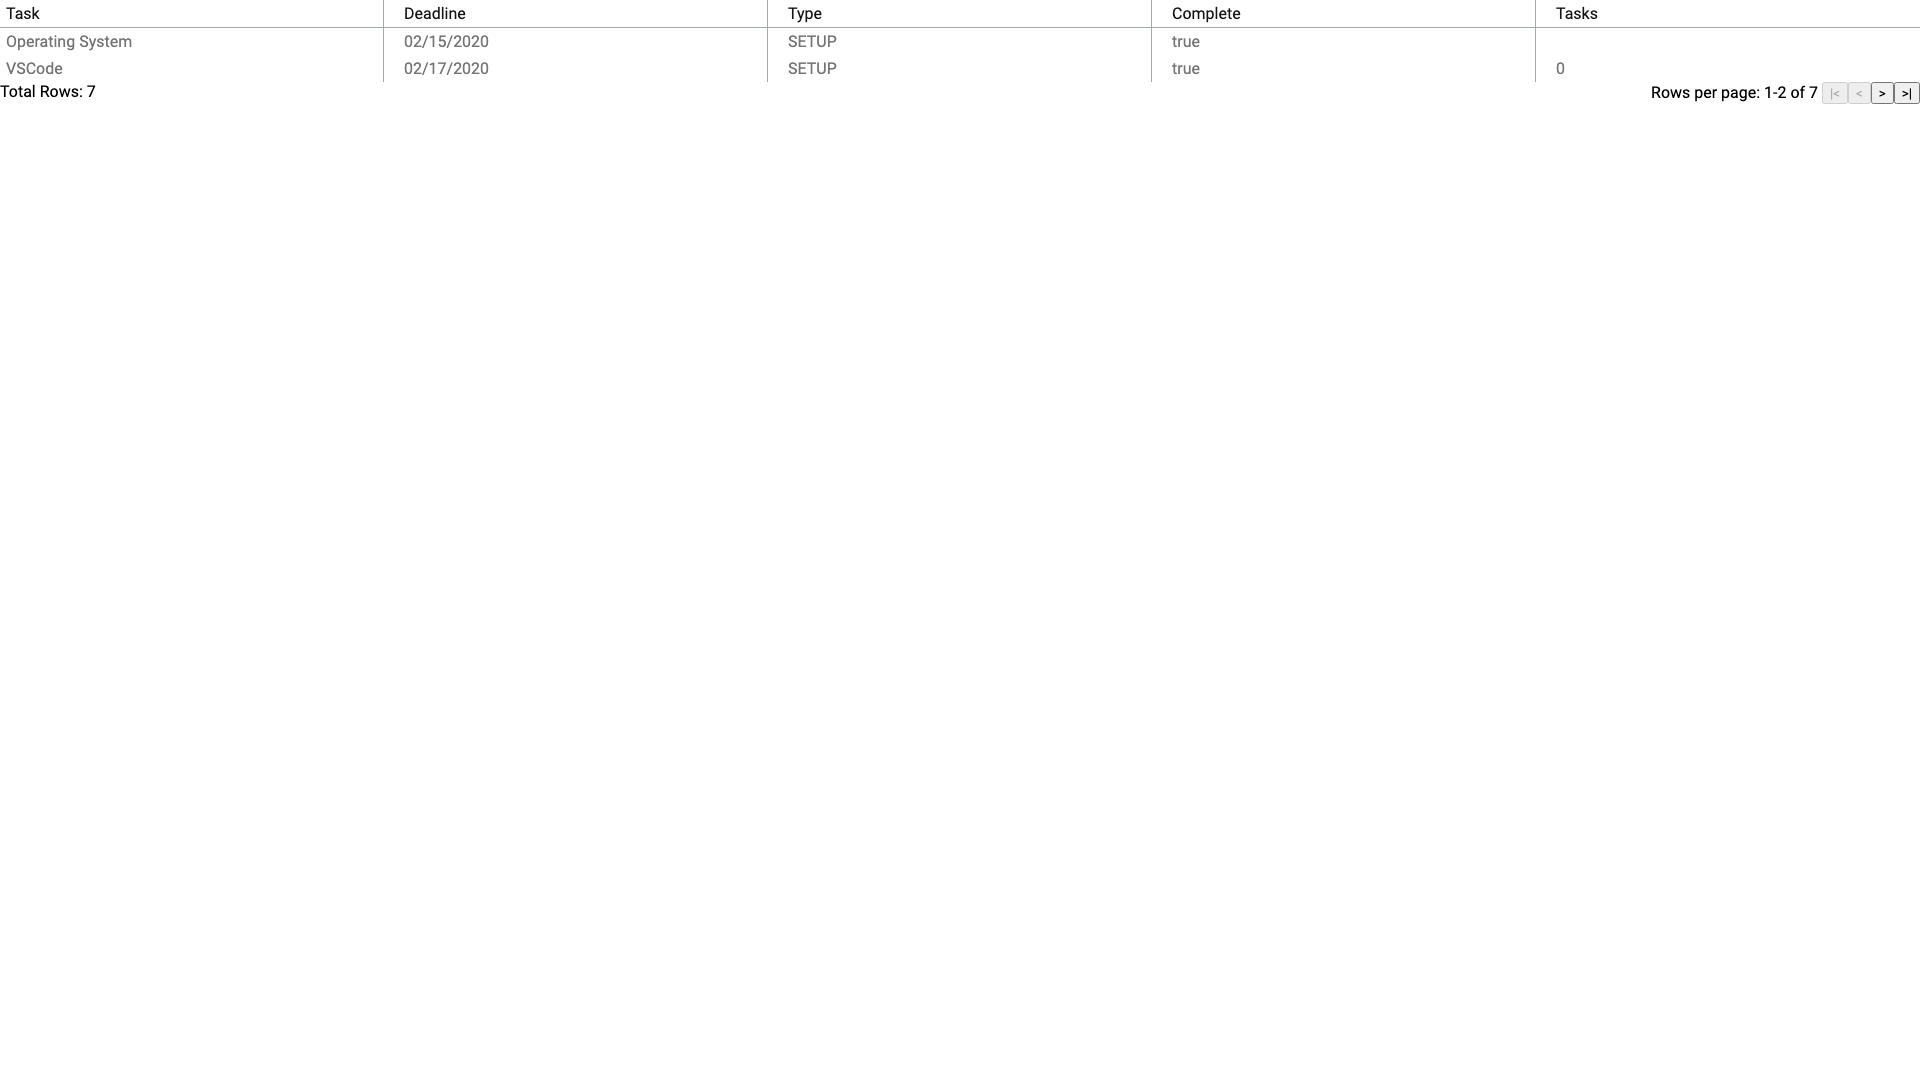 Task Deadline Type Complete Tasks
Operating System 02/15/2020 SETUP true
VSCode 02/17/2020 SETUP true 0
Total Rows: 7 Rows per page: 1-2 of 7 |< < > >|